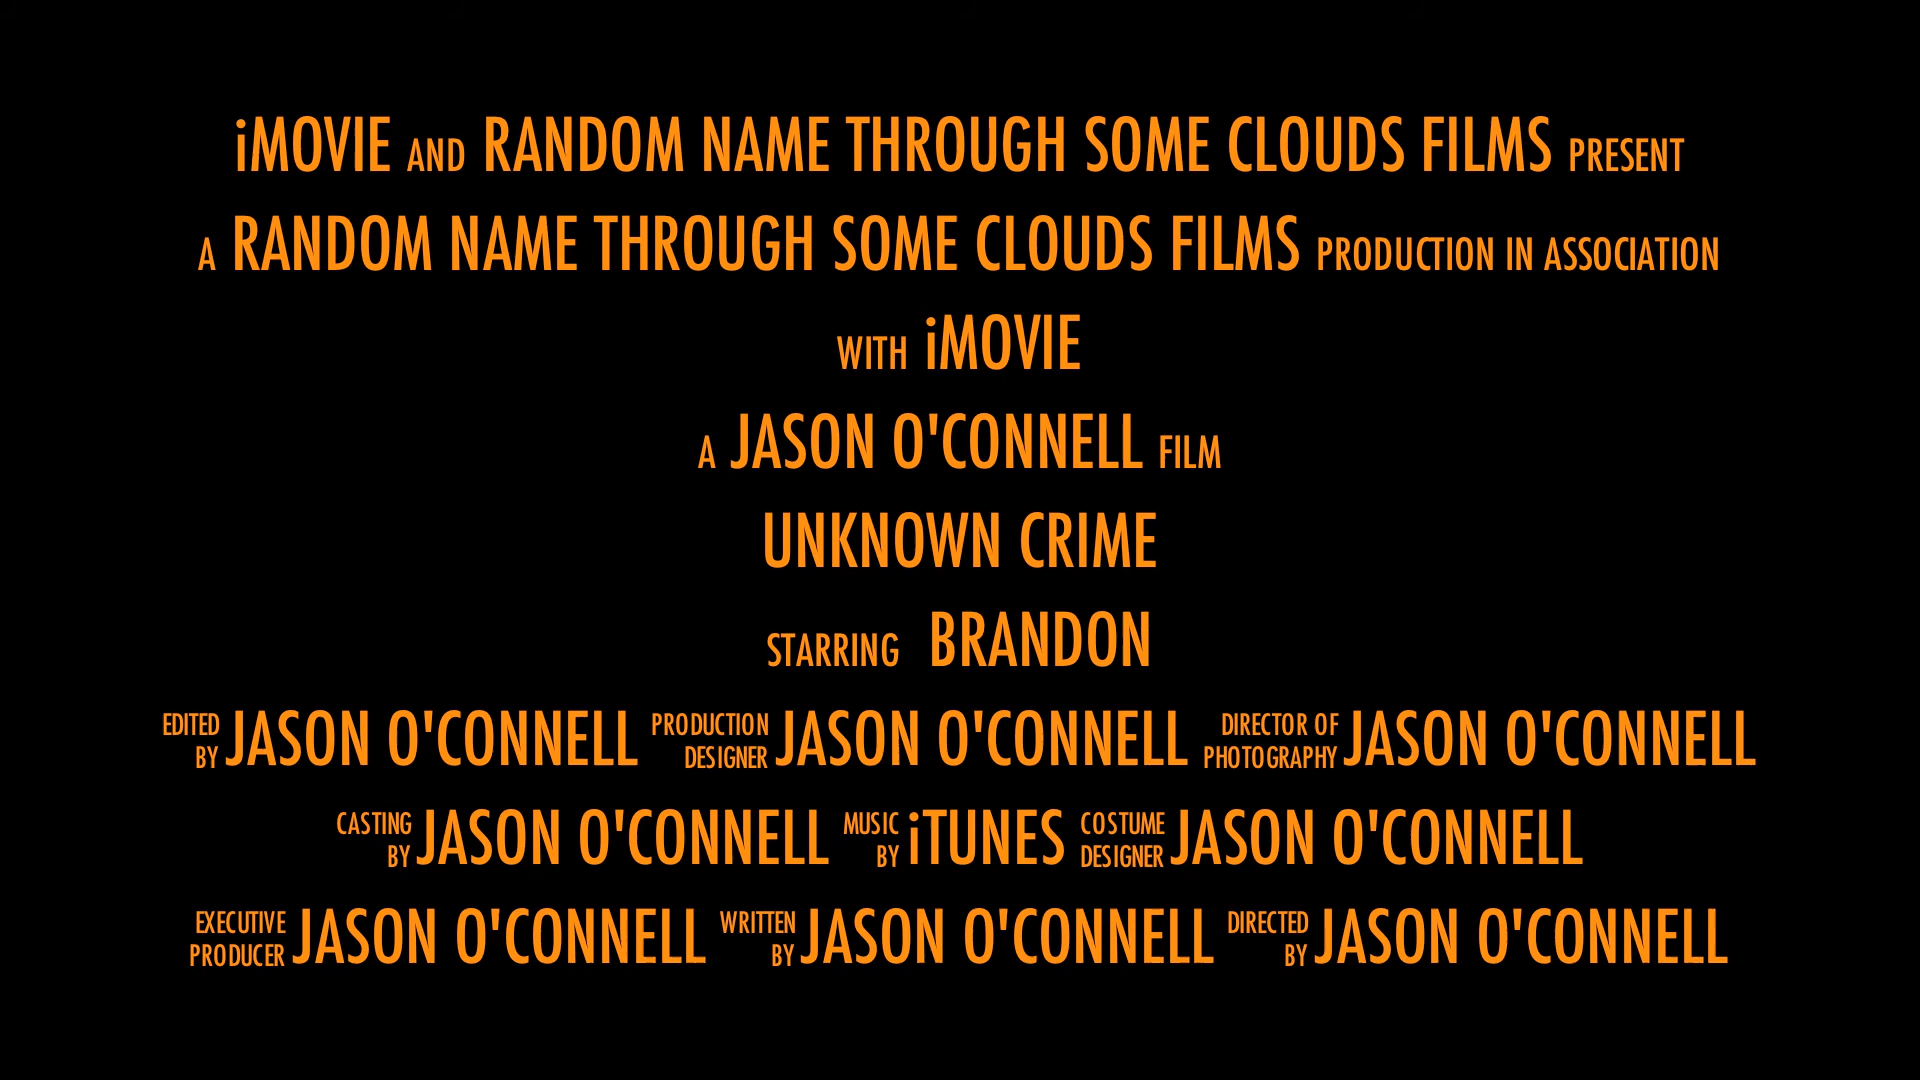 iMOVIE AND RANDOM NAME THROUGH SOME CLOUDS FILMS PRESENT
A RANDOM NAME THROUGH SOME CLOUDS FILMS PRODUCTION IN ASSOCIATION
WITH iMOVIE
A JASON O'CONNELL FILM
UNKNOWN CRIME
STARRING BRANDON
EDITED BY JASON O'CONNELL PRODUCTION DESIGNER JASON O'CONNELL DIRECTOR OF PHOTOGRAPHY JASON O'CONNELL
CASTING BY JASON O'CONNELL MUSIC BY iTUNES COSTUME DESIGNER JASON O'CONNELL
EXECUTIVE PRODUCER JASON O'CONNELL WRITTEN BY JASON O'CONNELL DIRECTED BY JASON O'CONNELL